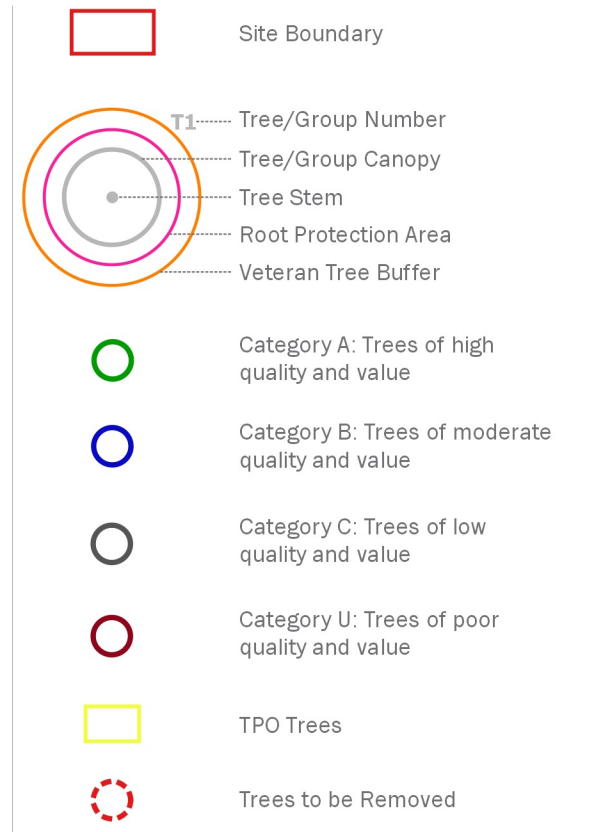 Site Boundary
T1
Tree/Group Number
Tree/Group Canopy
Tree Stem
Root Protection Area
Veteran Tree Buffer
Category A: Trees of high
quality and value
Category B: Trees of moderate
quality and value
Category C: Trees of low
quality and value
Category U: Trees of poor
quality and value
TPO Trees
Trees to be Removed